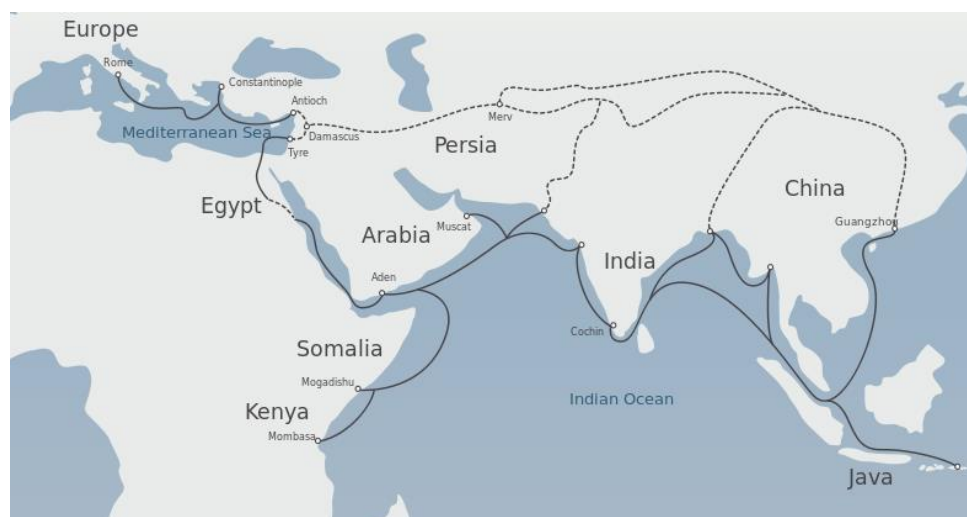 Europe
Rome
Constantinople
Antioch
Mediterranean Sea
Damascus
Tyre
Merv
Persia
China
Egypt
Guangzhou
Muscat
Arabia
India
Aden
Cochin
Somalia
Mogadishu
Indian Ocean
Kenya
Mombasa
Java